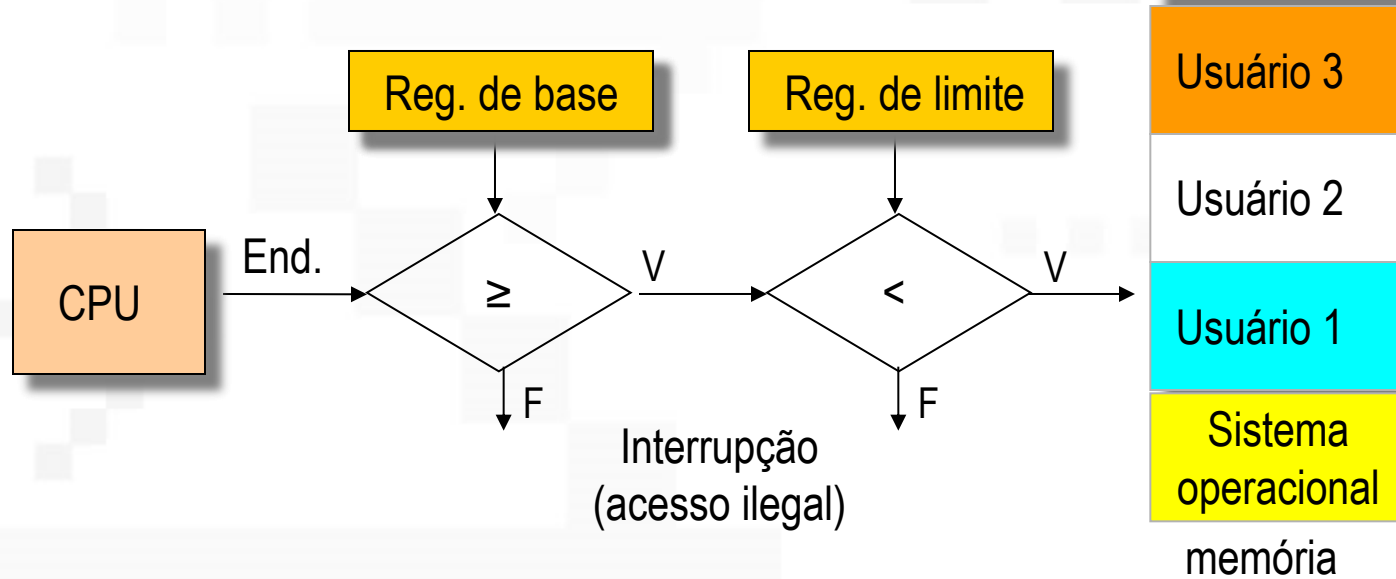 Reg. de base
Reg. de limite
Usuário 3
Usuário 2
CPU
End.
≥
V
<
V
Usuário 1
F
F
Interrupção
(acesso ilegal)
Sistema
operacional
memória